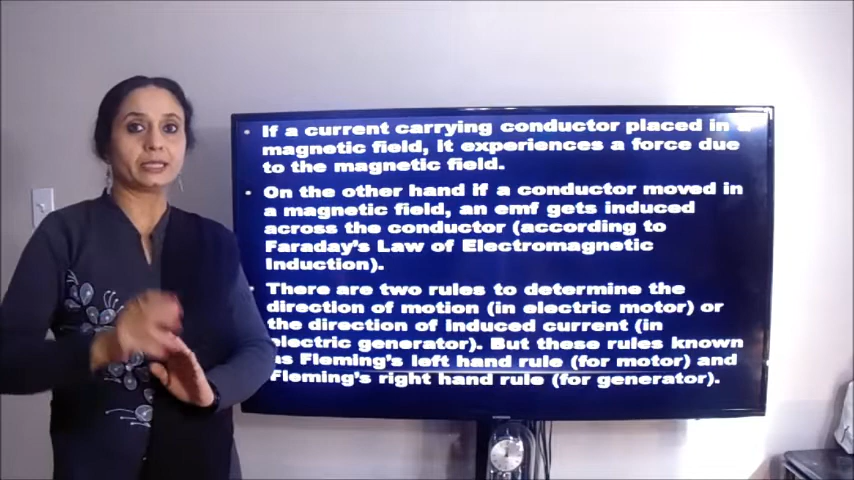 • If a current carrying conductor placed in a
magnetic field, it experiences a force due
to the magnetic field.
• On the other hand if a conductor moved in
a magnetic field, an emf gets induced
across the conductor (according to
Faraday's Law of Electromagnetic
Induction).
• There are two rules to determine the
direction of motion (in electric motor) or
the direction of induced current (in
electric generator). But these rules known
as Fleming's left hand rule (for motor) and
Fleming's right hand rule (for generator).